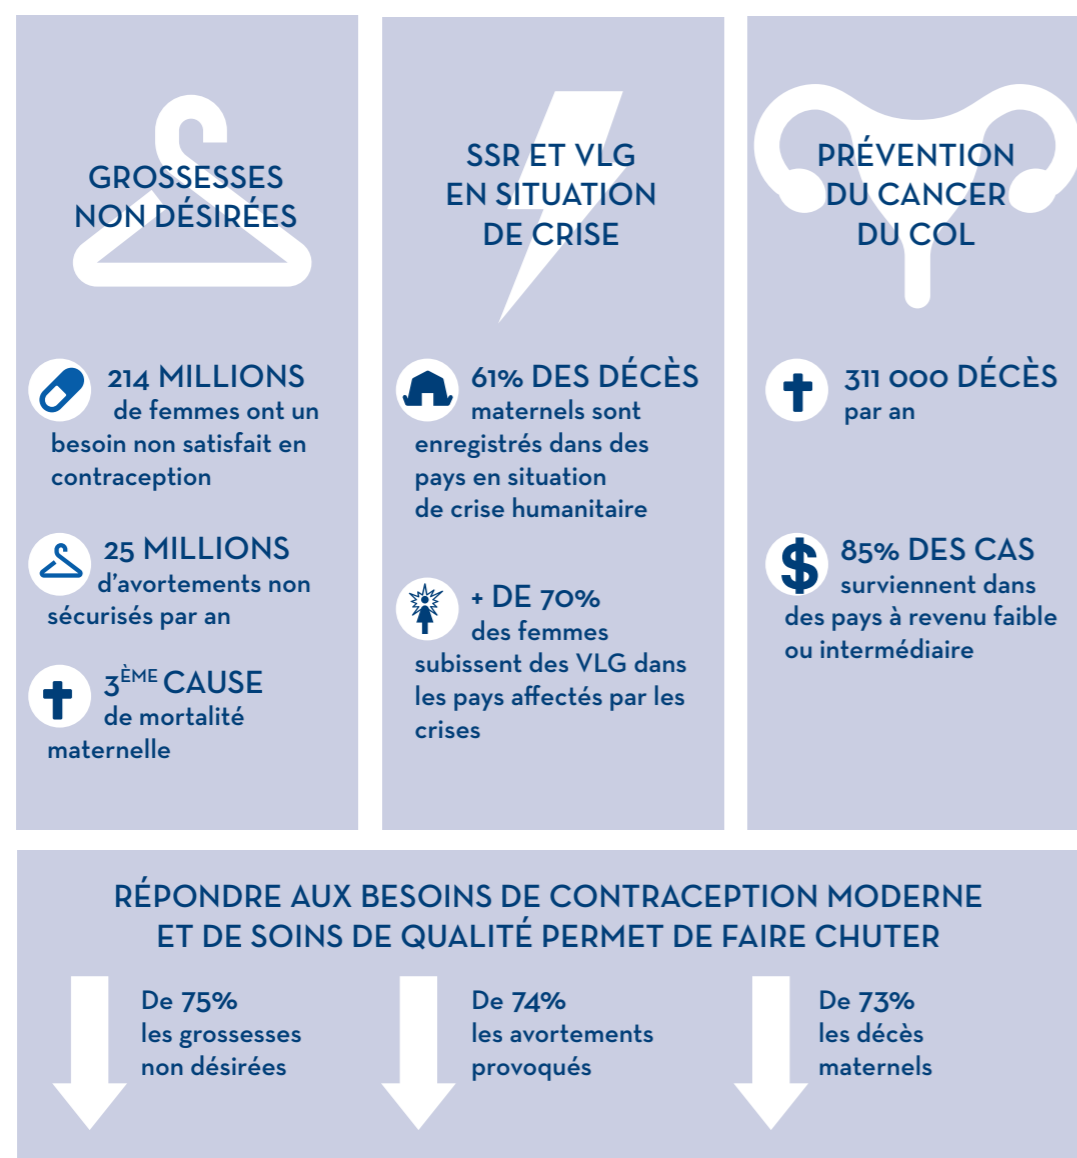 GROSSESSES
NON DÉSIRÉES
214 MILLIONS
de femmes ont un
besoin non satisfait en
contraception
25 MILLIONS
d’avortements non
sécurisés par an
3ÈME CAUSE
de mortalité
maternelle
SSR ET VLG
EN SITUATION
DE CRISE
61% DES DÉCÈS
maternels sont
enregistrés dans des
pays en situation
de crise humanitaire
+ DE 70%
des femmes
subissent des VLG dans
les pays affectés par les
crises
PRÉVENTION
DU CANCER
DU COL
311 000 DÉCÈS
par an
$
85% DES CAS
surviennent dans
des pays à revenu faible
ou intermédiaire
RÉPONDRE AUX BESOINS DE CONTRACEPTION MODERNE
ET DE SOINS DE QUALITÉ PERMET DE FAIRE CHUTER
De 75%
les grossesses
non désirées
De 74%
les avortements
provoqués
De 73%
les décès
maternels